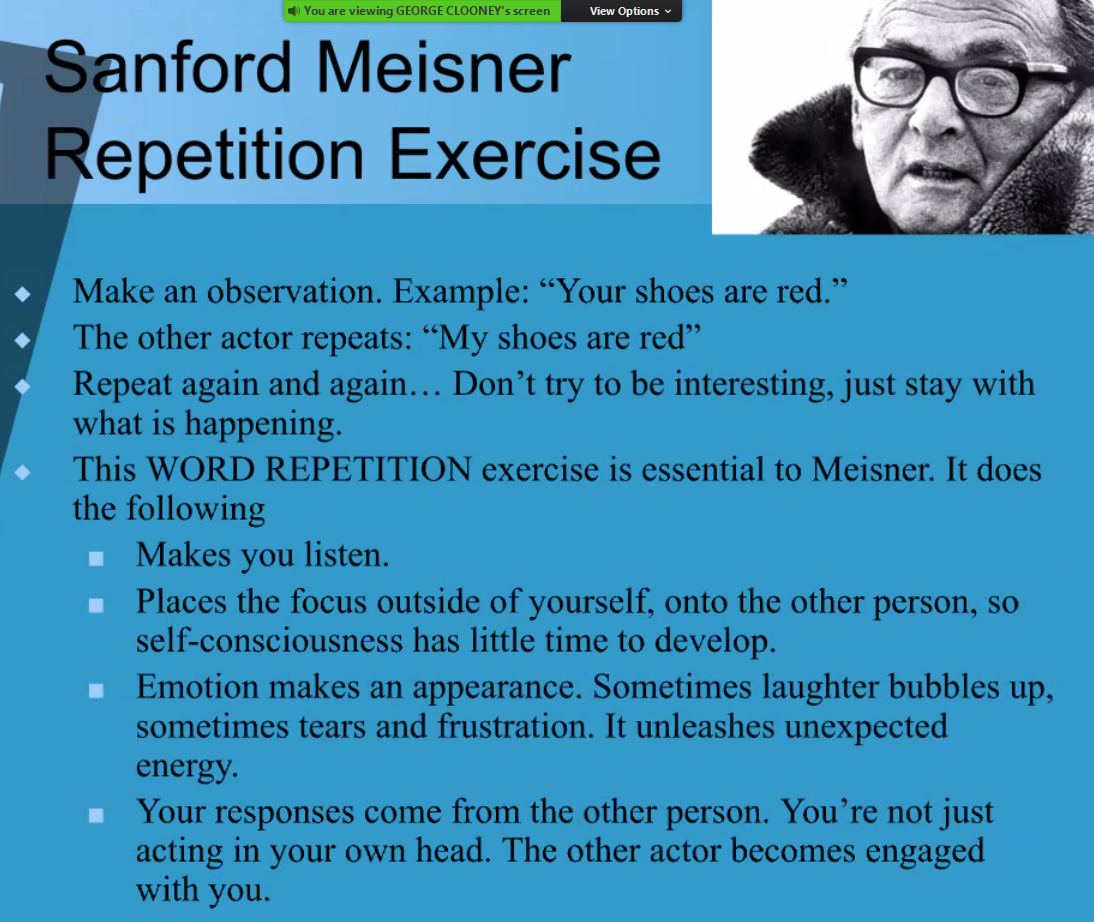 You are viewing GEORGE CLOONEY's screen
View Options
Sanford Meisner
Repetition Exercise
Make an observation. Example: “Your shoes are red.”
The other actor repeats: “My shoes are red”
Repeat again and again… Don’t try to be interesting, just stay with
what is happening.
This WORD REPETITION exercise is essential to Meisner. It does
the following
Makes you listen.
Places the focus outside of yourself, onto the other person, so
self-consciousness has little time to develop.
Emotion makes an appearance. Sometimes laughter bubbles up,
sometimes tears and frustration. It unleashes unexpected
energy.
Your responses come from the other person. You’re not just
acting in your own head. The other actor becomes engaged
with you.